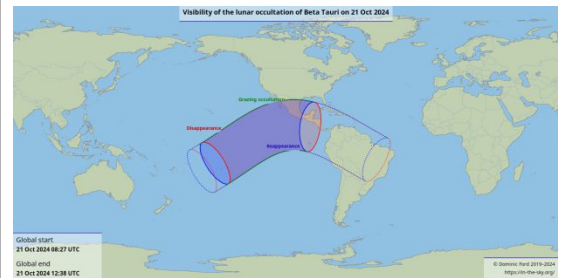 Visibility of the lunar occultation of Beta Tauri on 21 Oct 2024
Grazing occultation
Disappearance
Reappearance
Global start
21 Oct 2024 08:27 UTC
Global end
21 Oct 2024 12:38 UTC
© Dominic Ford 2019–2024
https://in-the-sky.org/